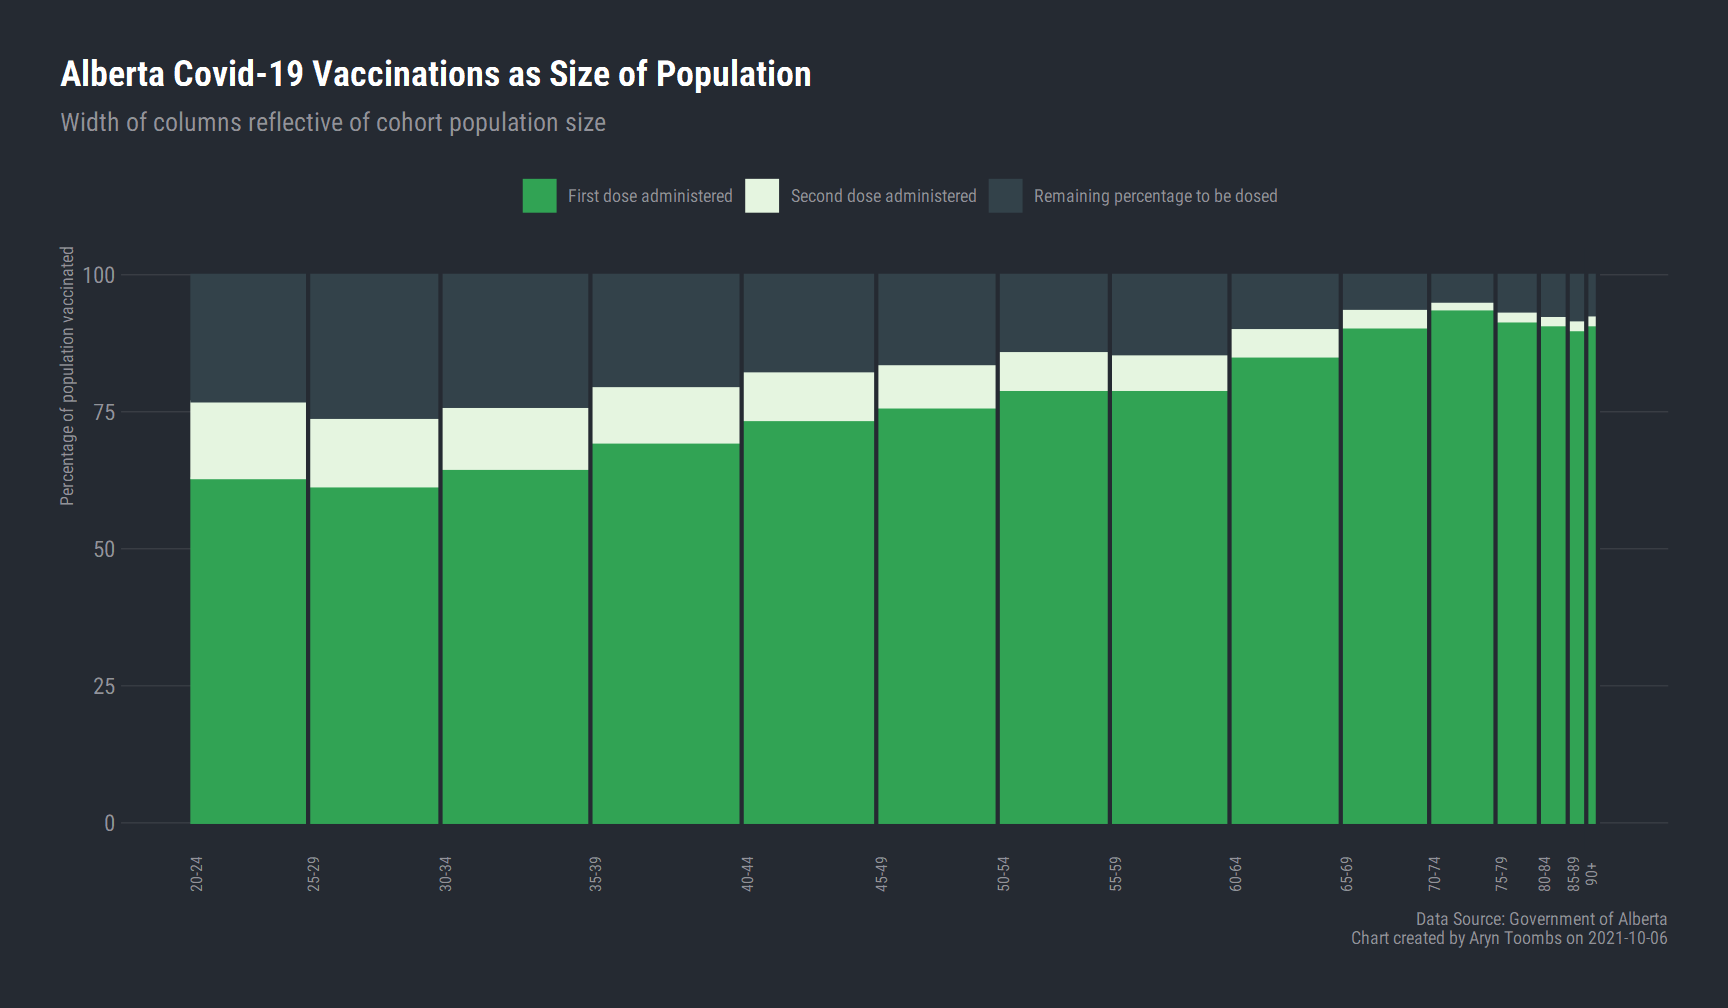 Alberta Covid-19 Vaccinations as Size of Population
Width of columns reflective of cohort population size
First dose administered
Second dose administered
Remaining percentage to be dosed
Percentage of population vaccinated
100
75
50
25
0
20-24
25-29
30-34
35-39
40-44
45-49
50-54
55-59
60-64
65-69
70-74
75-79
80-84
85-89
90+
Data Source: Government of Alberta
Chart created by Aryn Toombs on 2021-10-06